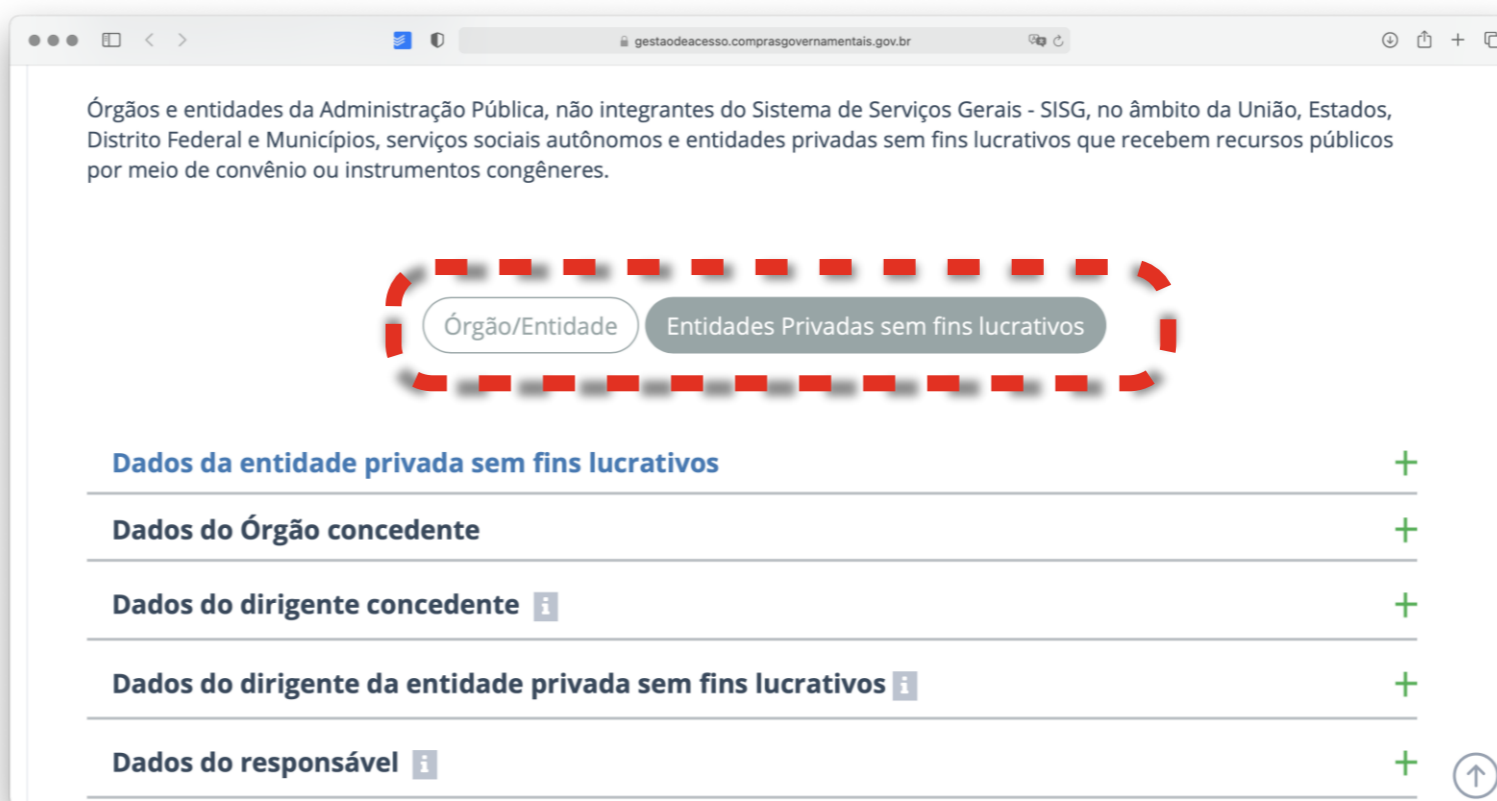 gestaodeacesso.comprasgovernamentais.gov.br
Órgãos e entidades da Administração Pública, não integrantes do Sistema de Serviços Gerais - SISG, no âmbito da União, Estados,
Distrito Federal e Municípios, serviços sociais autônomos e entidades privadas sem fins lucrativos que recebem recursos públicos
por meio de convênio ou instrumentos congêneres.
Órgão/Entidade Entidades Privadas sem fins lucrativos
Dados da entidade privada sem fins lucrativos
Dados do Órgão concedente
Dados do dirigente concedente i
Dados do dirigente da entidade privada sem fins lucrativos i
Dados do responsável i